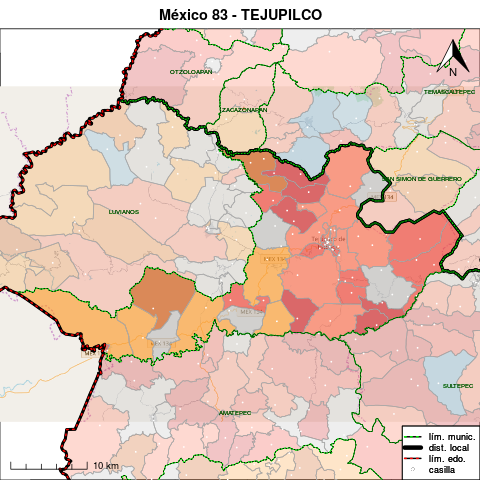 México 83 - TEJUPILCO
N
OTZOLOAPAN
TEMASCALTEPEC
ZACAZONAPAN
SAN SIMON DE GUERRERO
LUVIANOS
Tejupilco de
SULTEPEC
AMATEPEC
lím. munic.
dist. local
lím. edo.
casilla
10 km